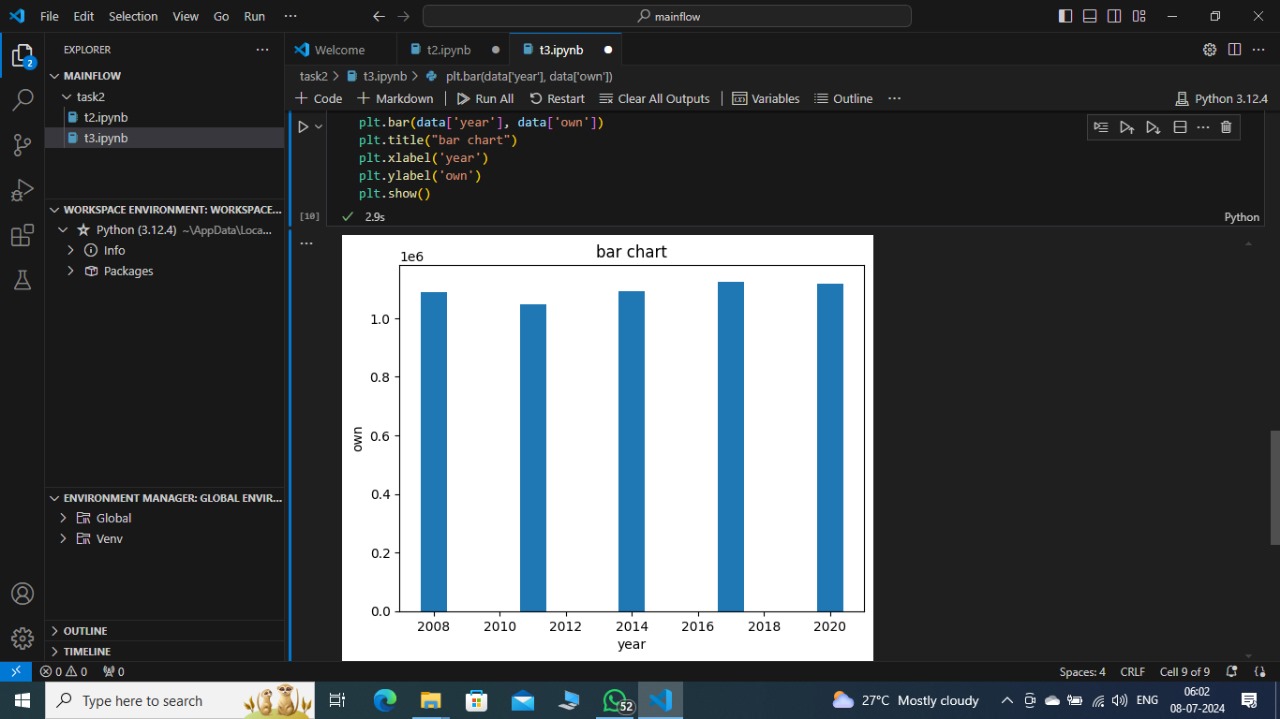 File Edit Selection View Go Run ··· mainflow
EXPLORER ··· Welcome t2.ipynb t3.ipynb ···
MAINFLOW
task2
t2.ipynb
t3.ipynb
task2 > t3.ipynb > plt.bar(data['year'], data['own'])
+ Code + Markdown | Run All Restart Clear All Outputs | Variables Outline ··· Python 3.12.4
plt.bar(data['year'], data['own'])
plt.title("bar chart")
plt.xlabel('year')
plt.ylabel('own')
plt.show()
[10] 2.9s Python
2
WORKSPACE ENVIRONMENT: WORKSPACE...
Python (3.12.4) ~\AppData\Loca...
Info
Packages
ENVIRONMENT MANAGER: GLOBAL ENVIR...
Global
Venv
OUTLINE
TIMELINE
bar chart
1e6
1.0
0.8
0.6
0.4
0.2
0.0
own
2008 2010 2012 2014 2016 2018 2020
year
0 0 0 Spaces: 4 CRLF Cell 9 of 9
Type here to search 52 27°C Mostly cloudy ENG 06:02
08-07-2024